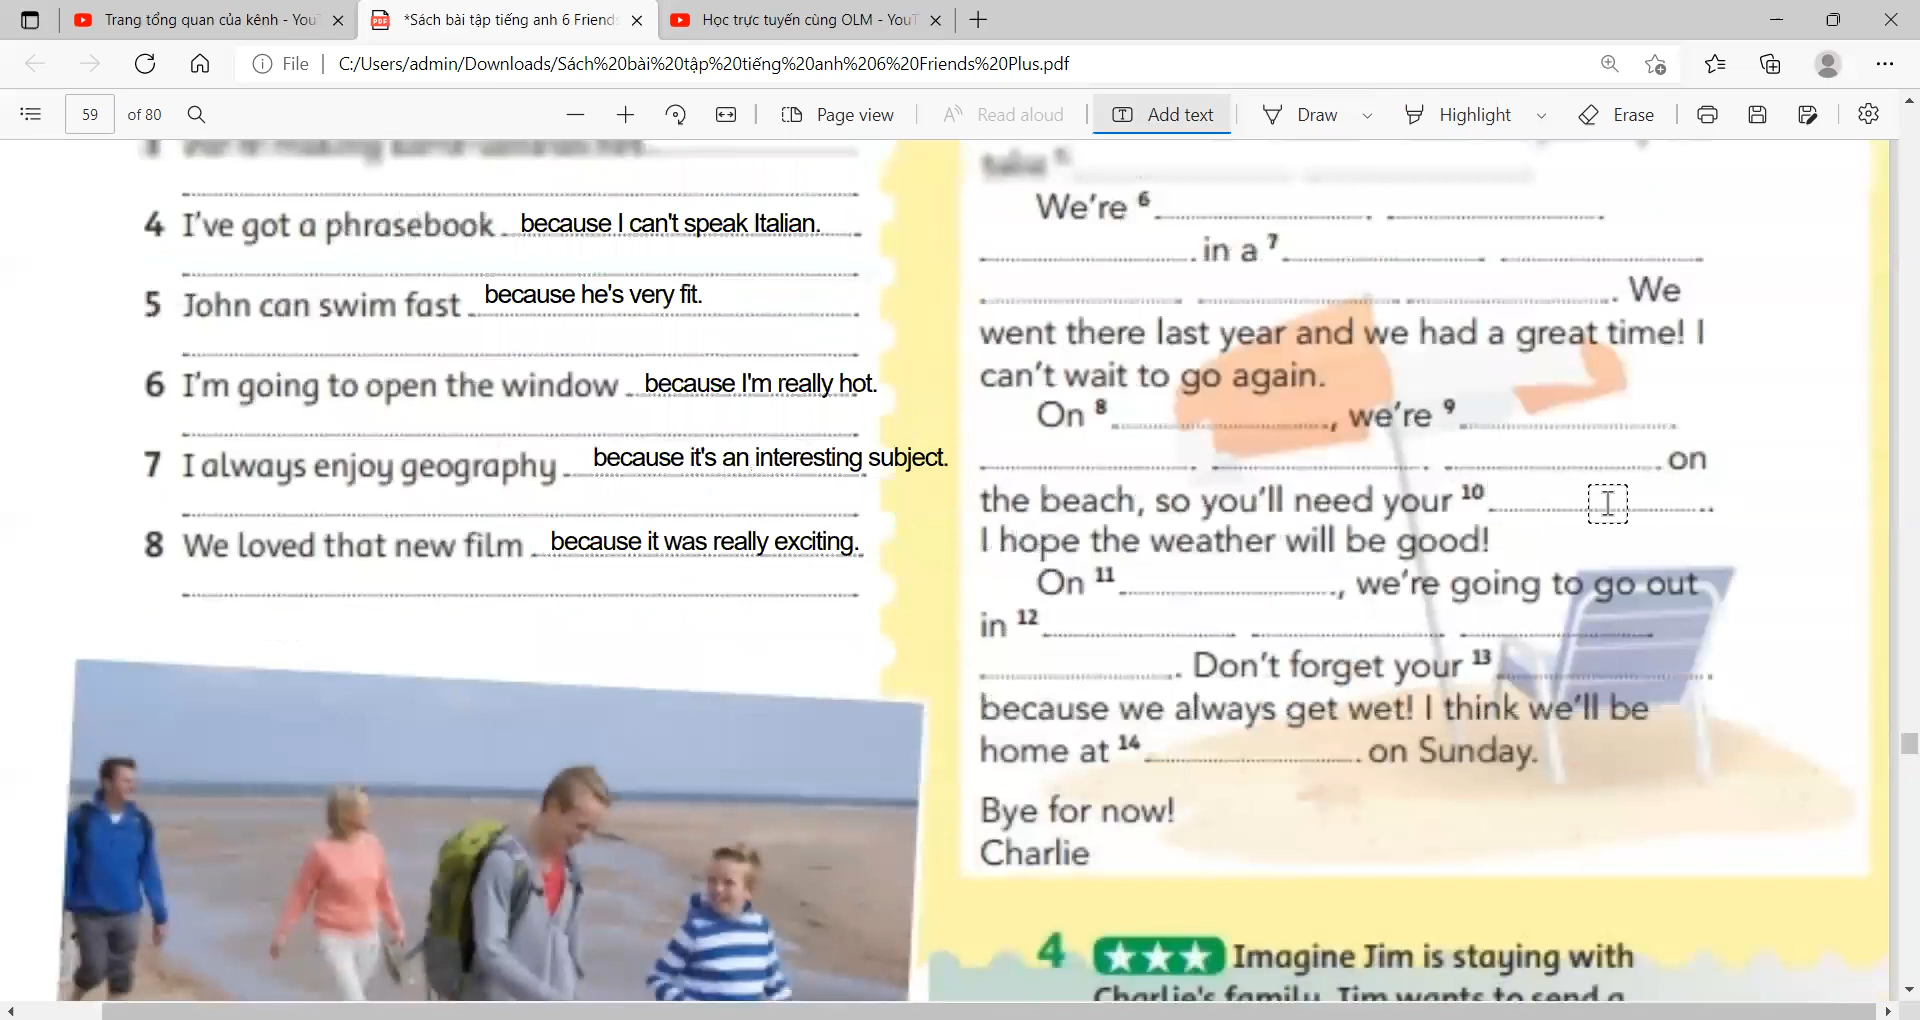 Trang tổng quan của kênh - You
*Sách bài tập tiếng anh 6 Friends
Học trực tuyến cùng OLM - YouT
File
C:/Users/admin/Downloads/Sách%20bài%20tập%20tiếng%20anh%206%20Friends%20Plus.pdf
59 of 80
Page view
Read aloud
Add text
Draw
Highlight
Erase
4 I've got a phrasebook because I can't speak Italian.
5 John can swim fast because he's very fit.
6 I'm going to open the window because I'm really hot.
7 I always enjoy geography because it's an interesting subject.
8 We loved that new film because it was really exciting.
take
We're 6
. in a 7
. We
went there last year and we had a great time! I
can't wait to go again.
On 8 , we're 9
on
the beach, so you'll need your 10 .
I hope the weather will be good!
On 11 , we're going to go out
in 12
. Don't forget your 13
because we always get wet! I think we'll be
home at 14 on Sunday.
Bye for now!
Charlie
4 Imagine Jim is staying with
Charlie's family. Jim wants to send a